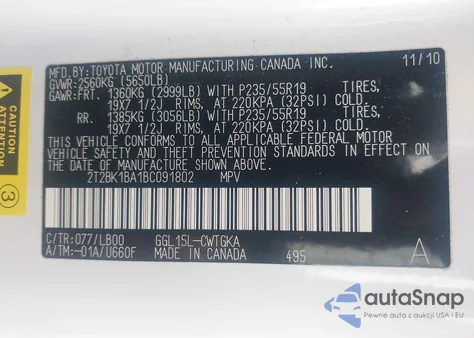 MFD. BY: TOYOTA MOTOR MANUFACTURING CANADA INC. 11/10
GVWR: 2560KG (5650LB)
GAWR: FRT. 1360KG (2999LB) WITH P235/55R19 TIRES,
19X7 1/2J RIMS, AT 220KPA (32PSI) COLD.
RR. 1385KG (3056LB) WITH P235/55R19 TIRES,
19X7 1/2J RIMS, AT 220KPA (32PSI) COLD.
THIS VEHICLE CONFORMS TO ALL APPLICABLE FEDERAL MOTOR
VEHICLE SAFETY AND THEFT PREVENTION STANDARDS IN EFFECT ON
THE DATE OF MANUFACTURE SHOWN ABOVE.
2T2BK1BA1BC091802 MPV
C/TR: 077/LB00 GGL15L-CWTGKA
A/TM:-01A/U660F MADE IN CANADA 495 A
CAUTION
ATTENTION
3
autoSnap
Pewne auta z aukcji USA i EU